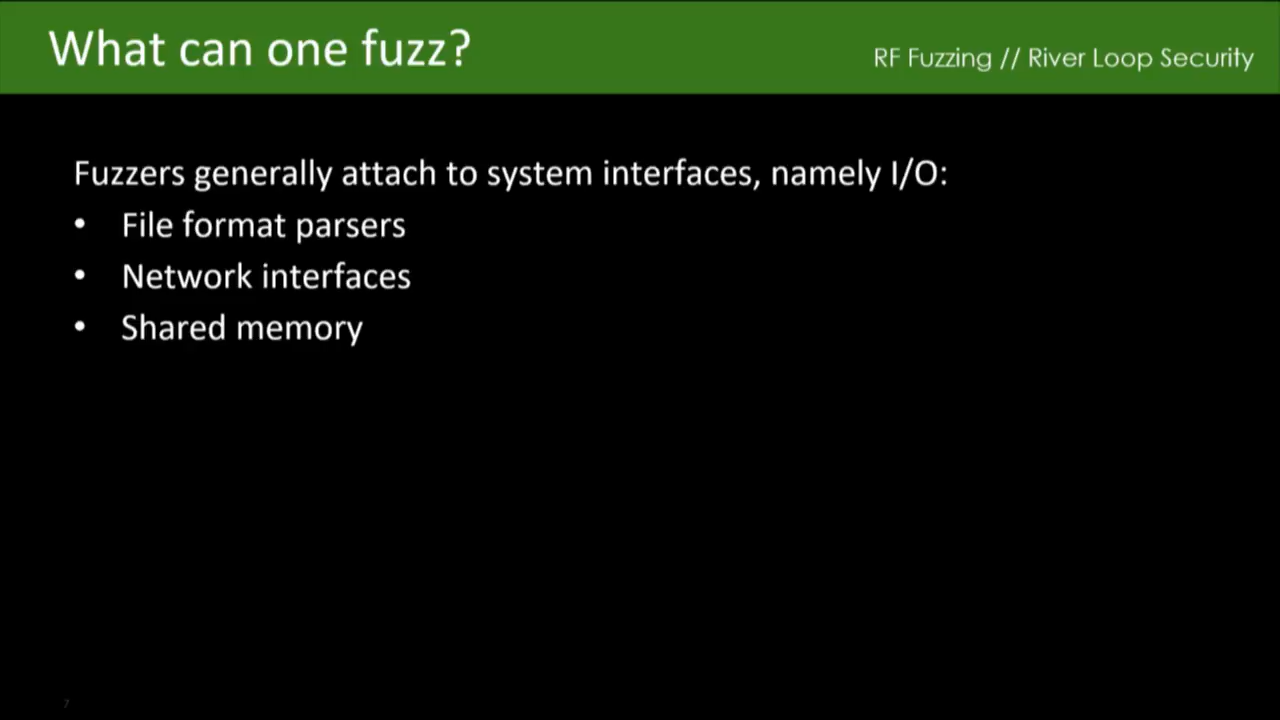 What can one fuzz?
RF Fuzzing // River Loop Security
Fuzzers generally attach to system interfaces, namely I/O:
• File format parsers
• Network interfaces
• Shared memory
7